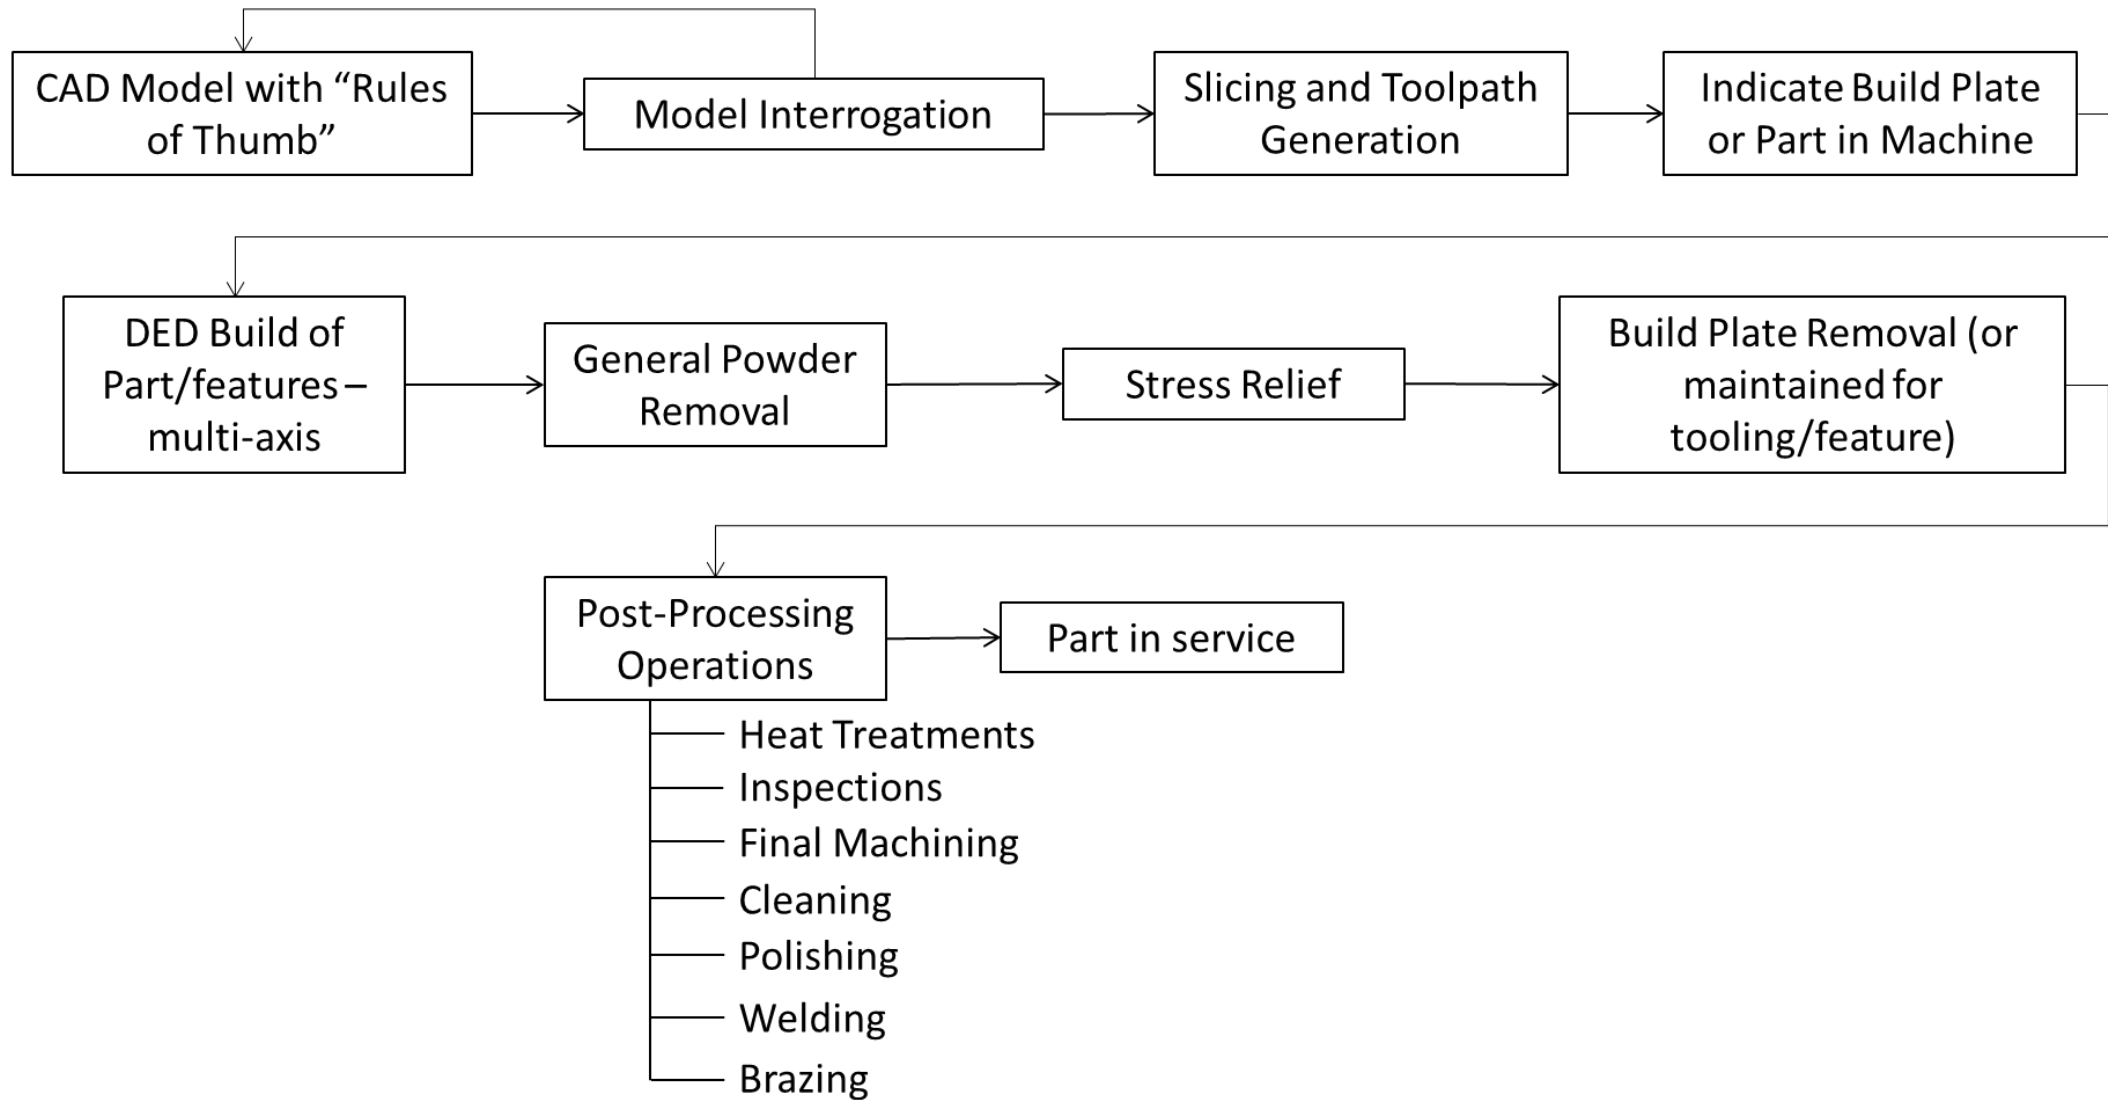 CAD Model with “Rules
of Thumb”
Model Interrogation
Slicing and Toolpath
Generation
Indicate Build Plate
or Part in Machine
DED Build of
Part/features –
multi-axis
General Powder
Removal
Stress Relief
Build Plate Removal (or
maintained for
tooling/feature)
Post-Processing
Operations
Part in service
Heat Treatments
Inspections
Final Machining
Cleaning
Polishing
Welding
Brazing